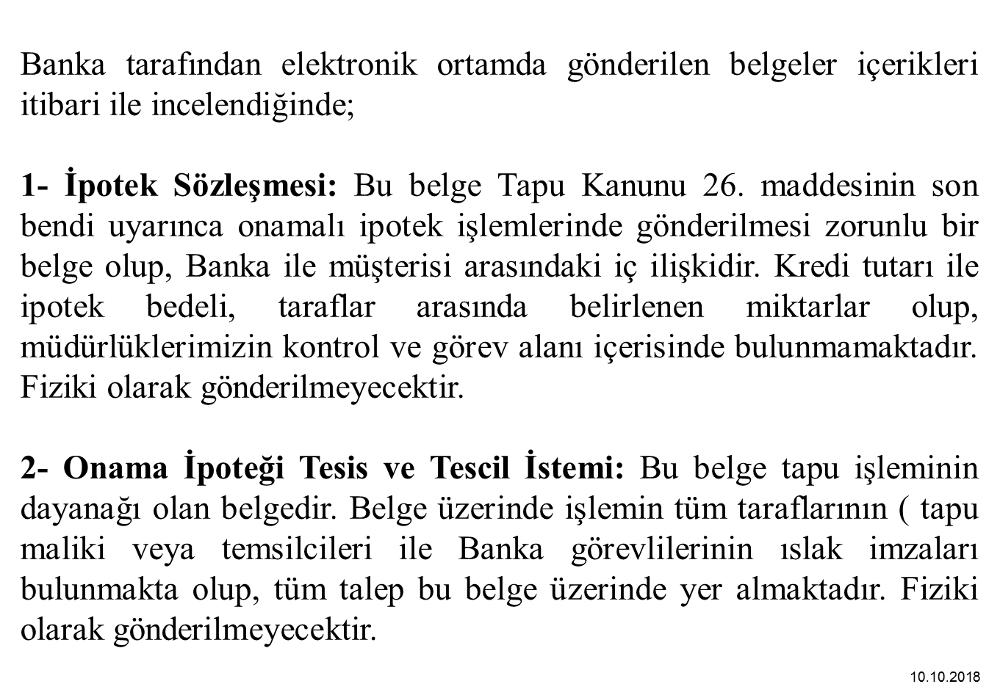 Banka tarafından elektronik ortamda gönderilen belgeler içerikleri
itibari ile incelendiğinde;
1- İpotek Sözleşmesi: Bu belge Tapu Kanunu 26. maddesinin son
bendi uyarınca onamalı ipotek işlemlerinde gönderilmesi zorunlu bir
belge olup, Banka ile müşterisi arasındaki iç ilişkidir. Kredi tutarı ile
ipotek bedeli, taraflar arasında belirlenen miktarlar olup,
müdürlüklerimizin kontrol ve görev alanı içerisinde bulunmamaktadır.
Fiziki olarak gönderilmeyecektir.
2- Onama İpoteği Tesis ve Tescil İstemi: Bu belge tapu işleminin
dayanağı olan belgedir. Belge üzerinde işlemin tüm taraflarının ( tapu
maliki veya temsilcileri ile Banka görevlilerinin ıslak imzaları
bulunmakta olup, tüm talep bu belge üzerinde yer almaktadır. Fiziki
olarak gönderilmeyecektir.
10.10.2018